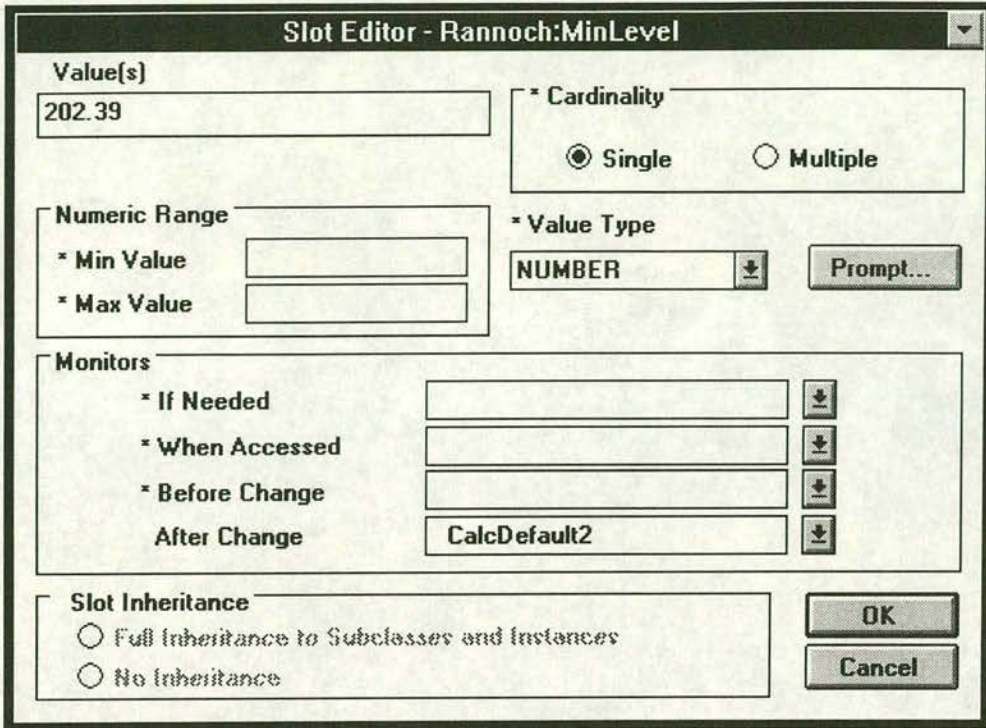 Slot Editor - Rannoch:MinLevel
Value(s)
202.39
* Cardinality
Single
Multiple
Numeric Range
* Min Value
* Max Value
* Value Type
NUMBER
Prompt...
Monitors
* If Needed
* When Accessed
* Before Change
After Change
CalcDefault2
Slot Inheritance
Full Inheritance to Subclasses and Instances
No Inheritance
OK
Cancel